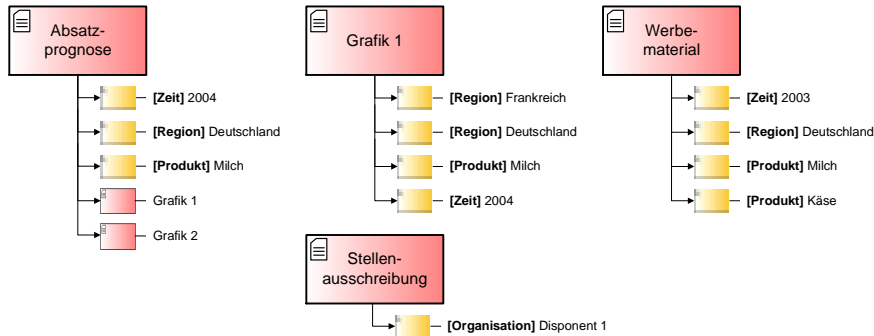 Absatz-
prognose
[Zeit] 2004
[Region] Deutschland
[Produkt] Milch
Grafik 1
Grafik 2
Grafik 1
[Region] Frankreich
[Region] Deutschland
[Produkt] Milch
[Zeit] 2004
Werbe-
material
[Zeit] 2003
[Region] Deutschland
[Produkt] Milch
[Produkt] Käse
Stellen-
ausschreibung
[Organisation] Disponent 1